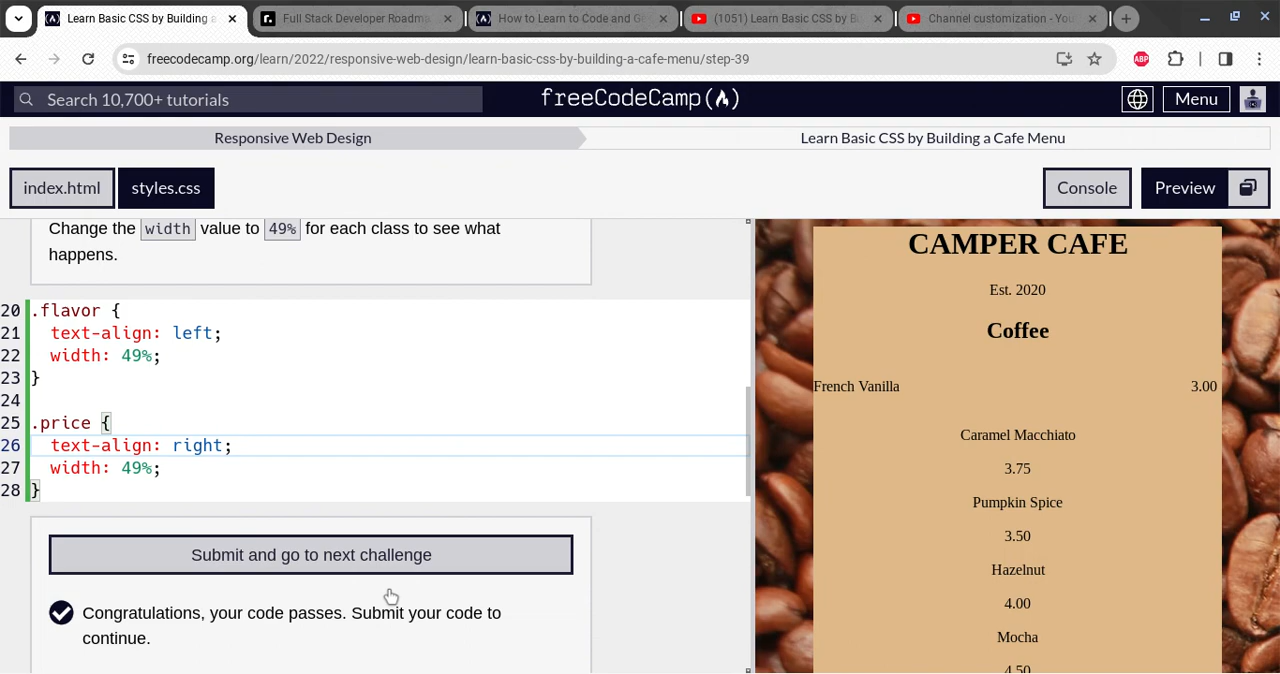 Learn Basic CSS by Building a
Full Stack Developer Roadma
How to Learn to Code and Ge
(1051) Learn Basic CSS by B
Channel customization - You
freecodecamp.org/learn/2022/responsive-web-design/learn-basic-css-by-building-a-cafe-menu/step-39
ABP
Search 10,700+ tutorials
freeCodeCamp
Menu
Responsive Web Design
Learn Basic CSS by Building a Cafe Menu
index.html
styles.css
Console
Preview
Change the width value to 49% for each class to see what
happens.
20 .flavor {
21 text-align: left;
22 width: 49%;
23 }
24
25 .price {
26 text-align: right;
27 width: 49%;
28 }
Submit and go to next challenge
Congratulations, your code passes. Submit your code to
continue.
CAMPER CAFE
Est. 2020
Coffee
French Vanilla 3.00
Caramel Macchiato
3.75
Pumpkin Spice
3.50
Hazelnut
4.00
Mocha
4.50